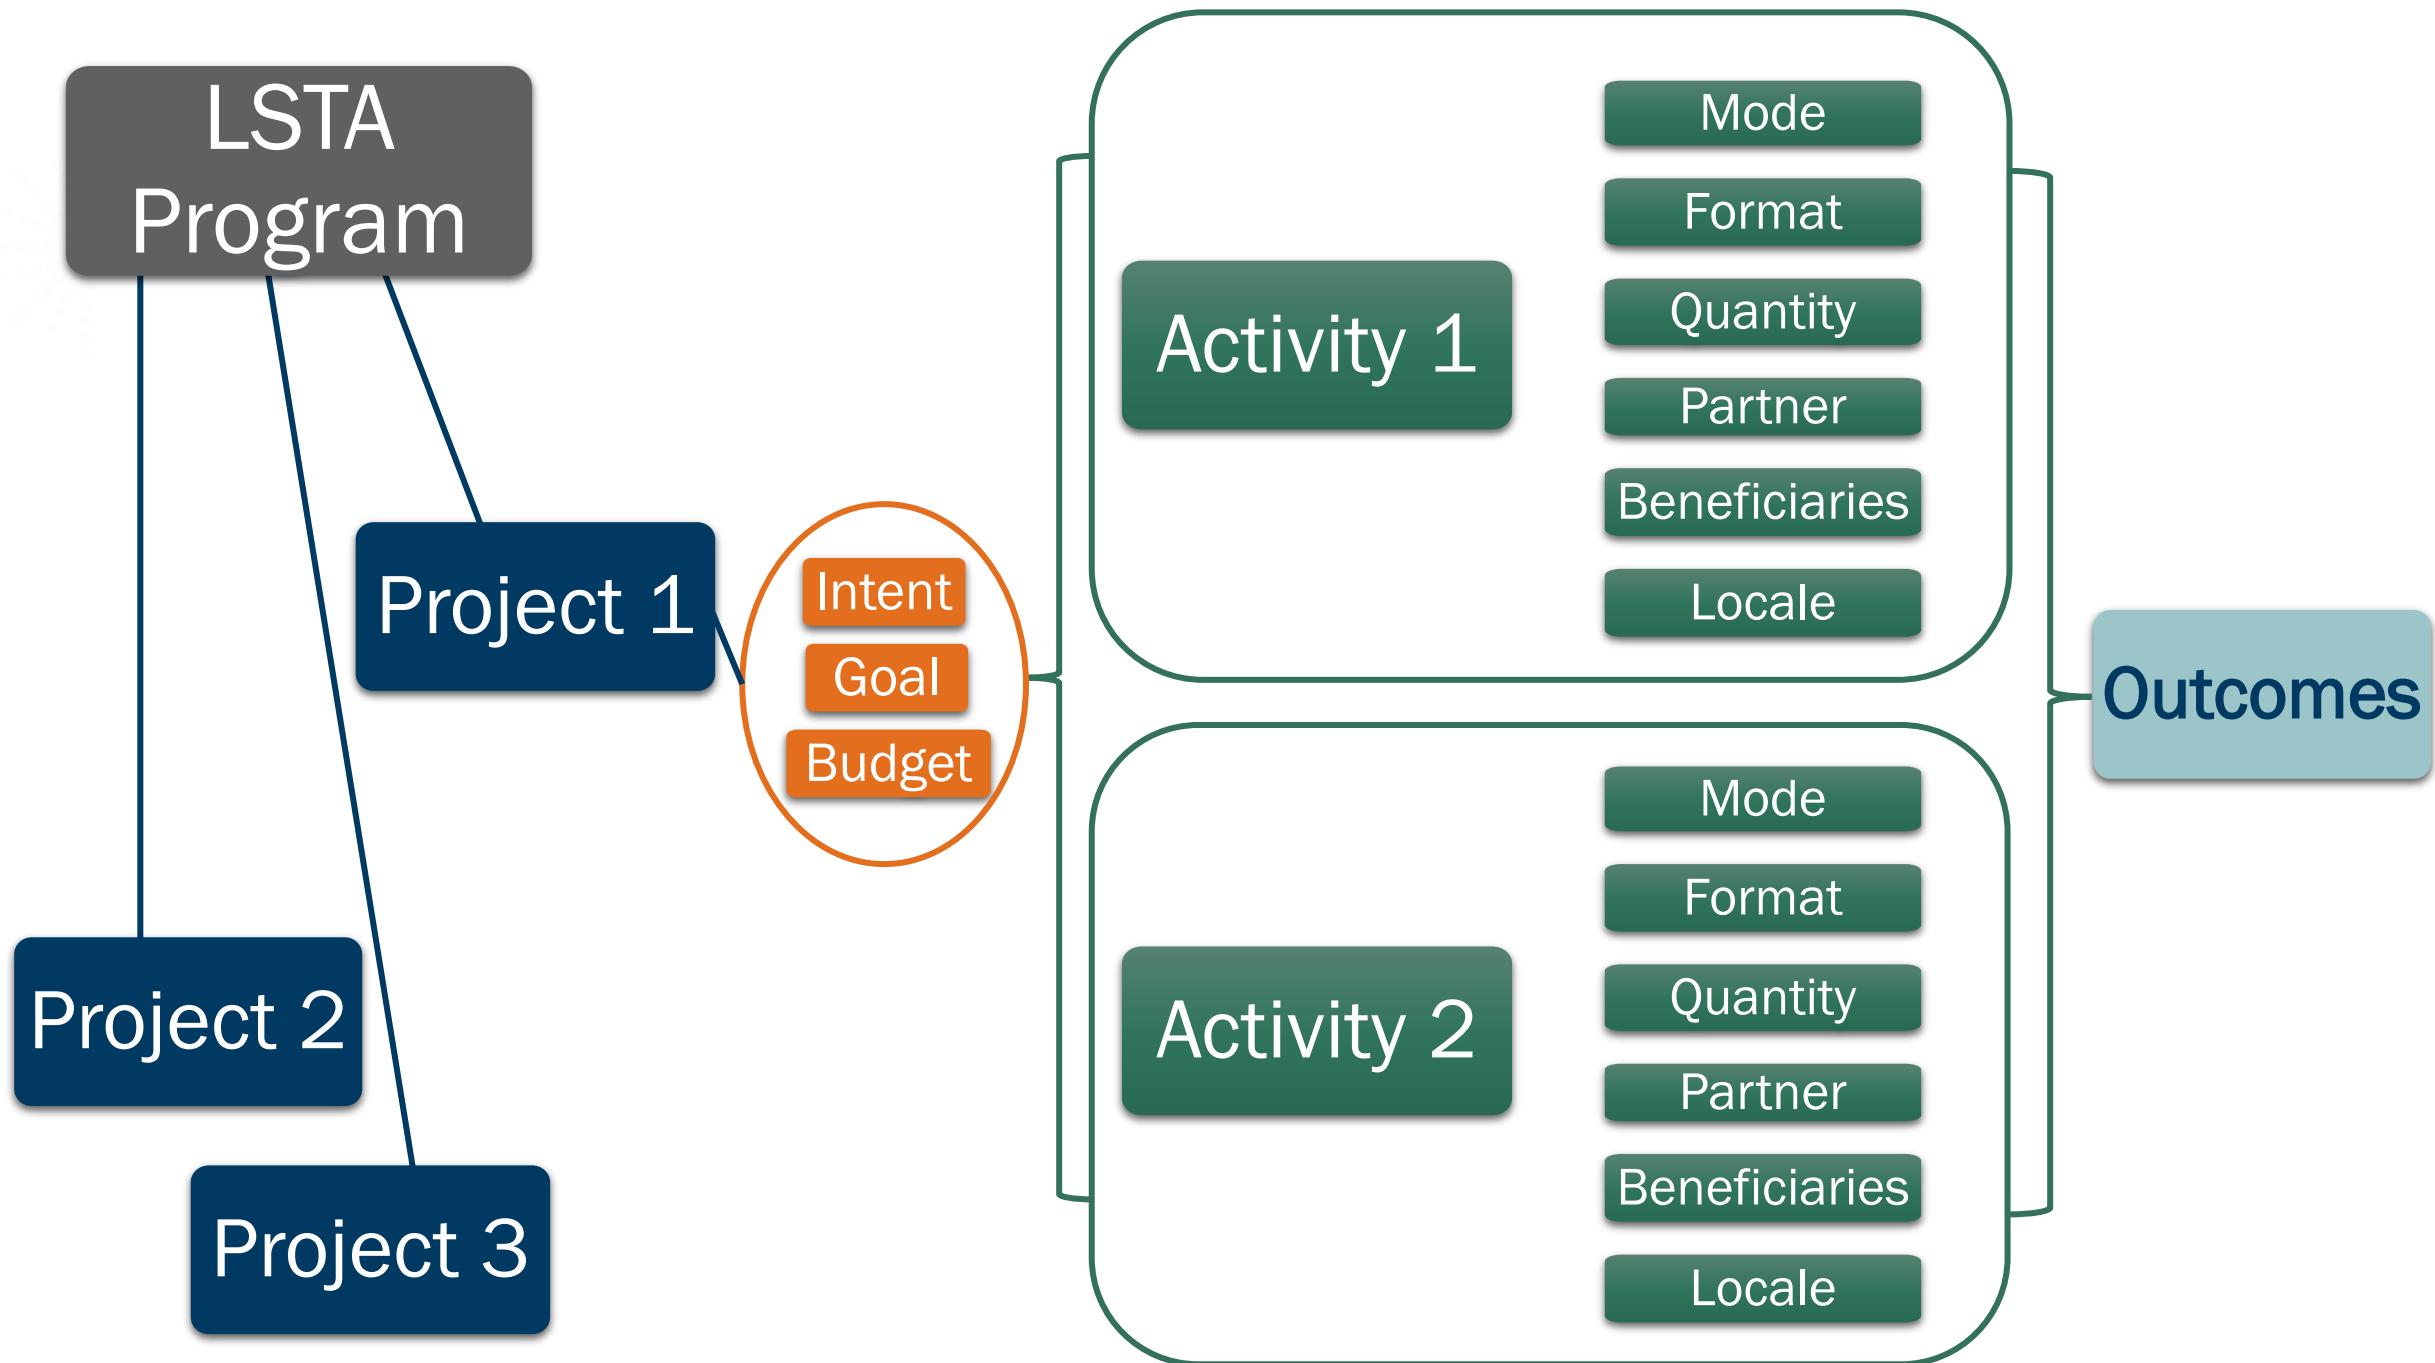 LSTA
Program
Project 1
Project 2
Project 3
Intent
Goal
Budget
Activity 1
Mode
Format
Quantity
Partner
Beneficiaries
Locale
Activity 2
Mode
Format
Quantity
Partner
Beneficiaries
Locale
Outcomes